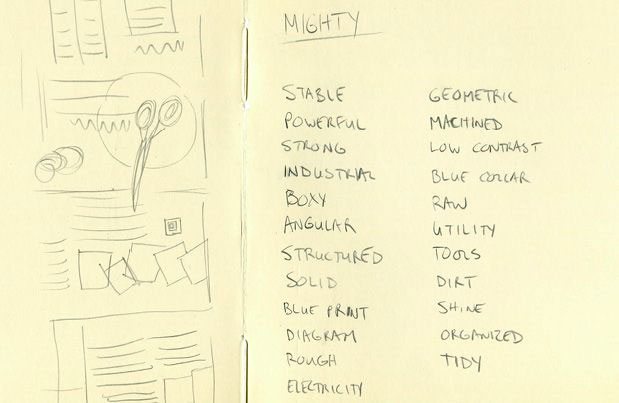 MIGHTY
STABLE
POWERFUL
STRONG
INDUSTRIAL
BOXY
ANGULAR
STRUCTURED
SOLID
BLUE PRINT
DIAGRAM
ROUGH
ELECTRICITY
GEOMETRIC
MACHINED
LOW CONTRAST
BLUE COLLAR
RAW
UTILITY
TOOLS
DIRT
SHINE
ORGANIZED
TIDY